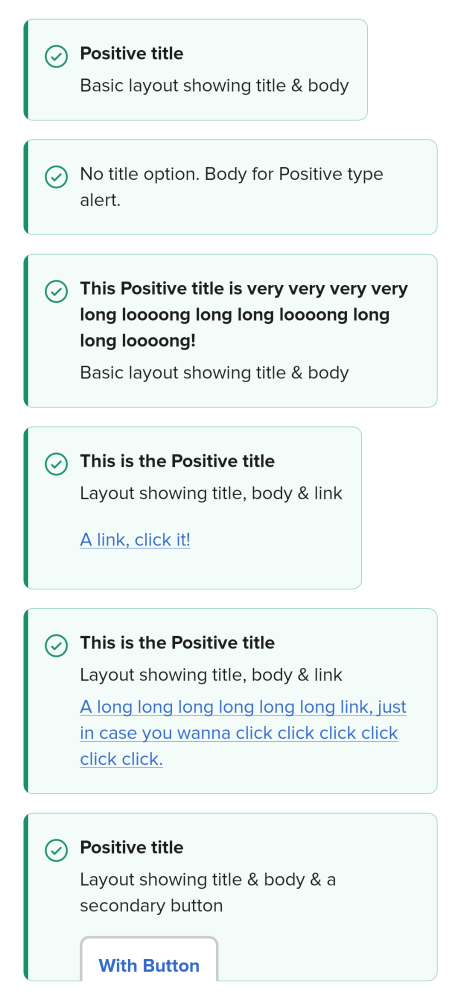 Positive title
Basic layout showing title & body
No title option. Body for Positive type
alert.
This Positive title is very very very very
long loooong long long loooong long
long loooong!
Basic layout showing title & body
This is the Positive title
Layout showing title, body & link
A link, click it!
This is the Positive title
Layout showing title, body & link
A long long long long long long link, just
in case you wanna click click click click
click click.
Positive title
Layout showing title & body & a
secondary button
With Button